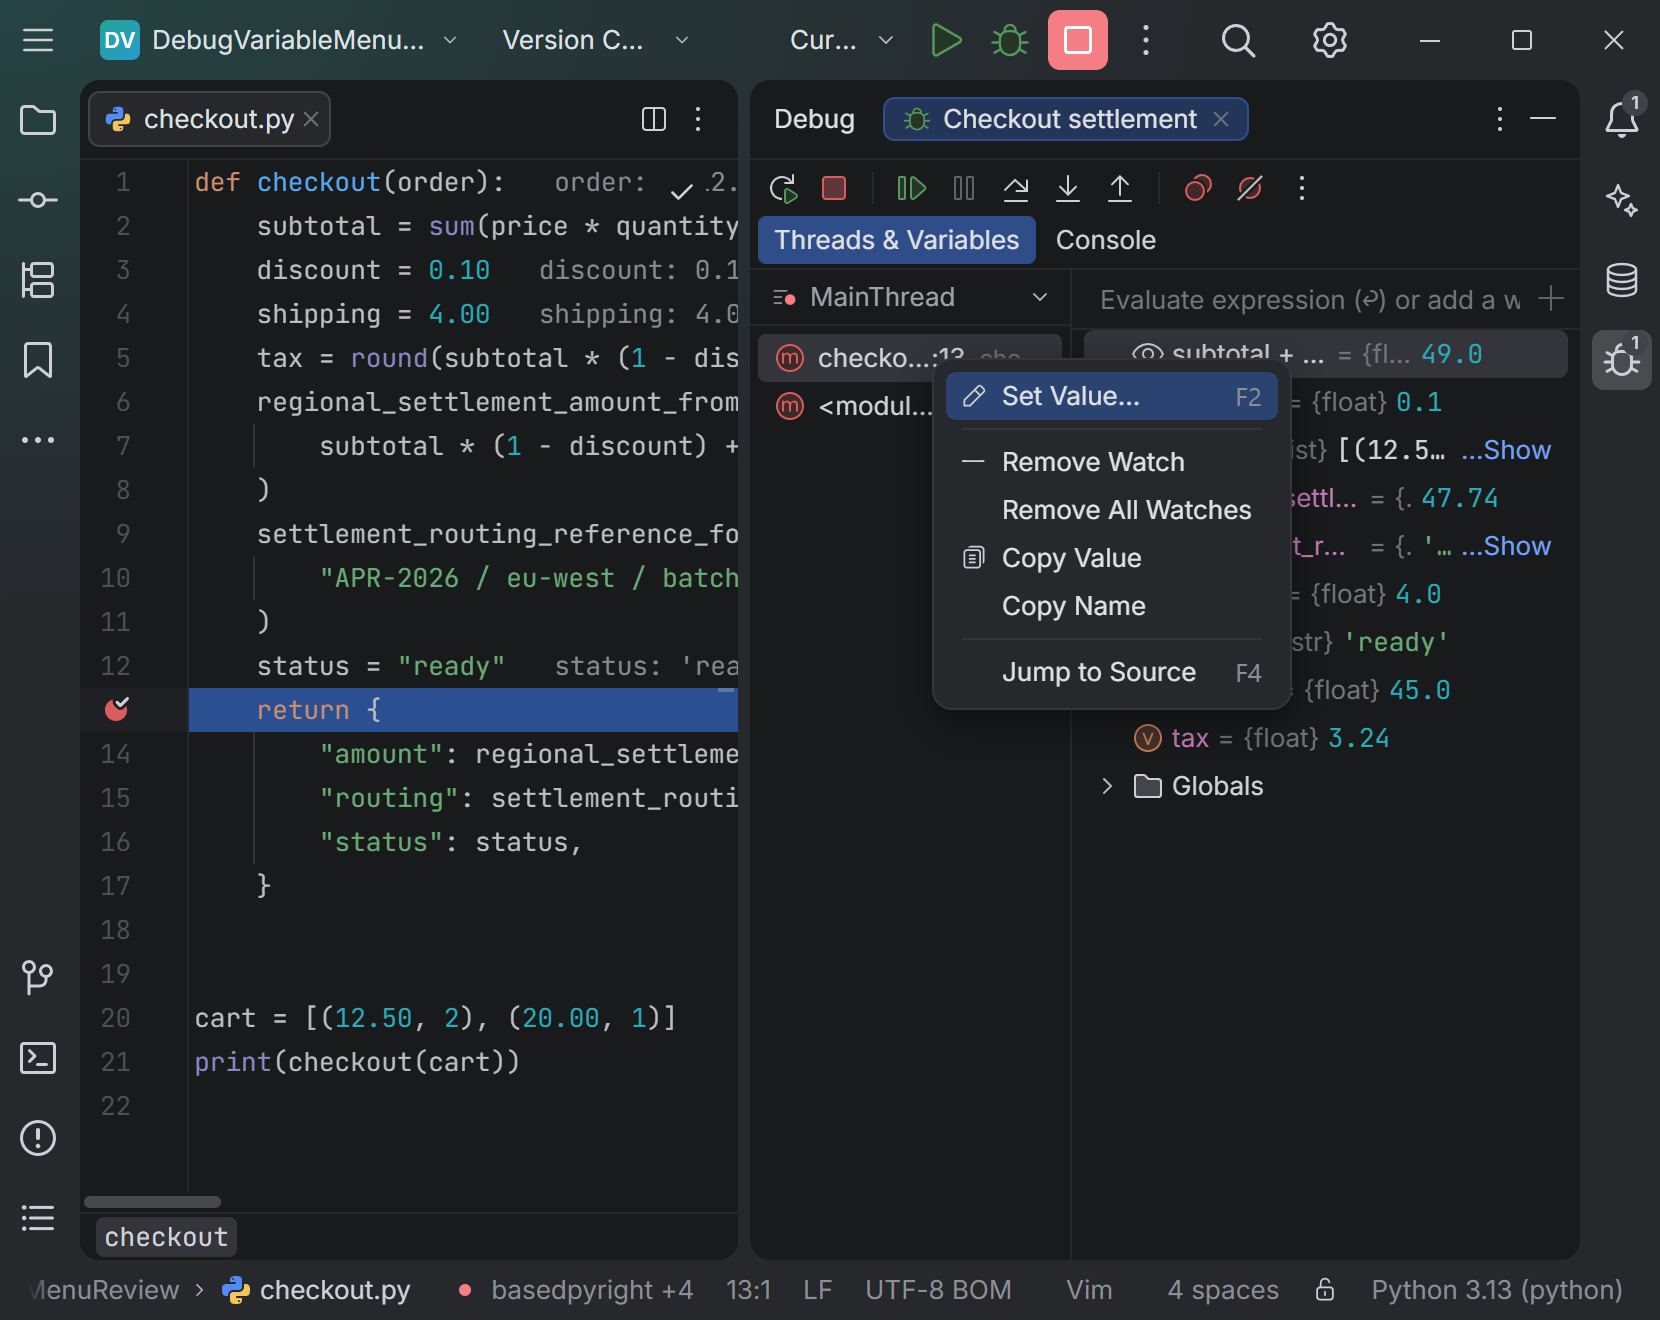 DV DebugVariableMenu... Version C... Cur...
checkout.py
Debug Checkout settlement
1
Threads & Variables Console
MainThread
Evaluate expression (⏎) or add a w
1 def checkout(order): order: .2.
2 subtotal = sum(price * quantity
3 discount = 0.10 discount: 0.1
4 shipping = 4.00 shipping: 4.0
5 tax = round(subtotal * (1 - dis
6 regional_settlement_amount_from
7 subtotal * (1 - discount) +
8 )
9 settlement_routing_reference_fo
10 "APR-2026 / eu-west / batch
11 )
12 status = "ready" status: 'rea
return {
14 "amount": regional_settleme
15 "routing": settlement_routi
16 "status": status,
17 }
18
19
20 cart = [(12.50, 2), (20.00, 1)]
21 print(checkout(cart))
22
checkout
checko...:13 che
<modul...
subtotal + ... = {fl... 49.0
1
= {float} 0.1
ist} [(12.5... ...Show
settl... = {. 47.74
t_r... = {. '... ...Show
= {float} 4.0
str} 'ready'
= {float} 45.0
tax = {float} 3.24
Globals
Set Value... F2
Remove Watch
Remove All Watches
Copy Value
Copy Name
Jump to Source F4
MenuReview > checkout.py basedpyright +4 13:1 LF UTF-8 BOM Vim 4 spaces Python 3.13 (python)